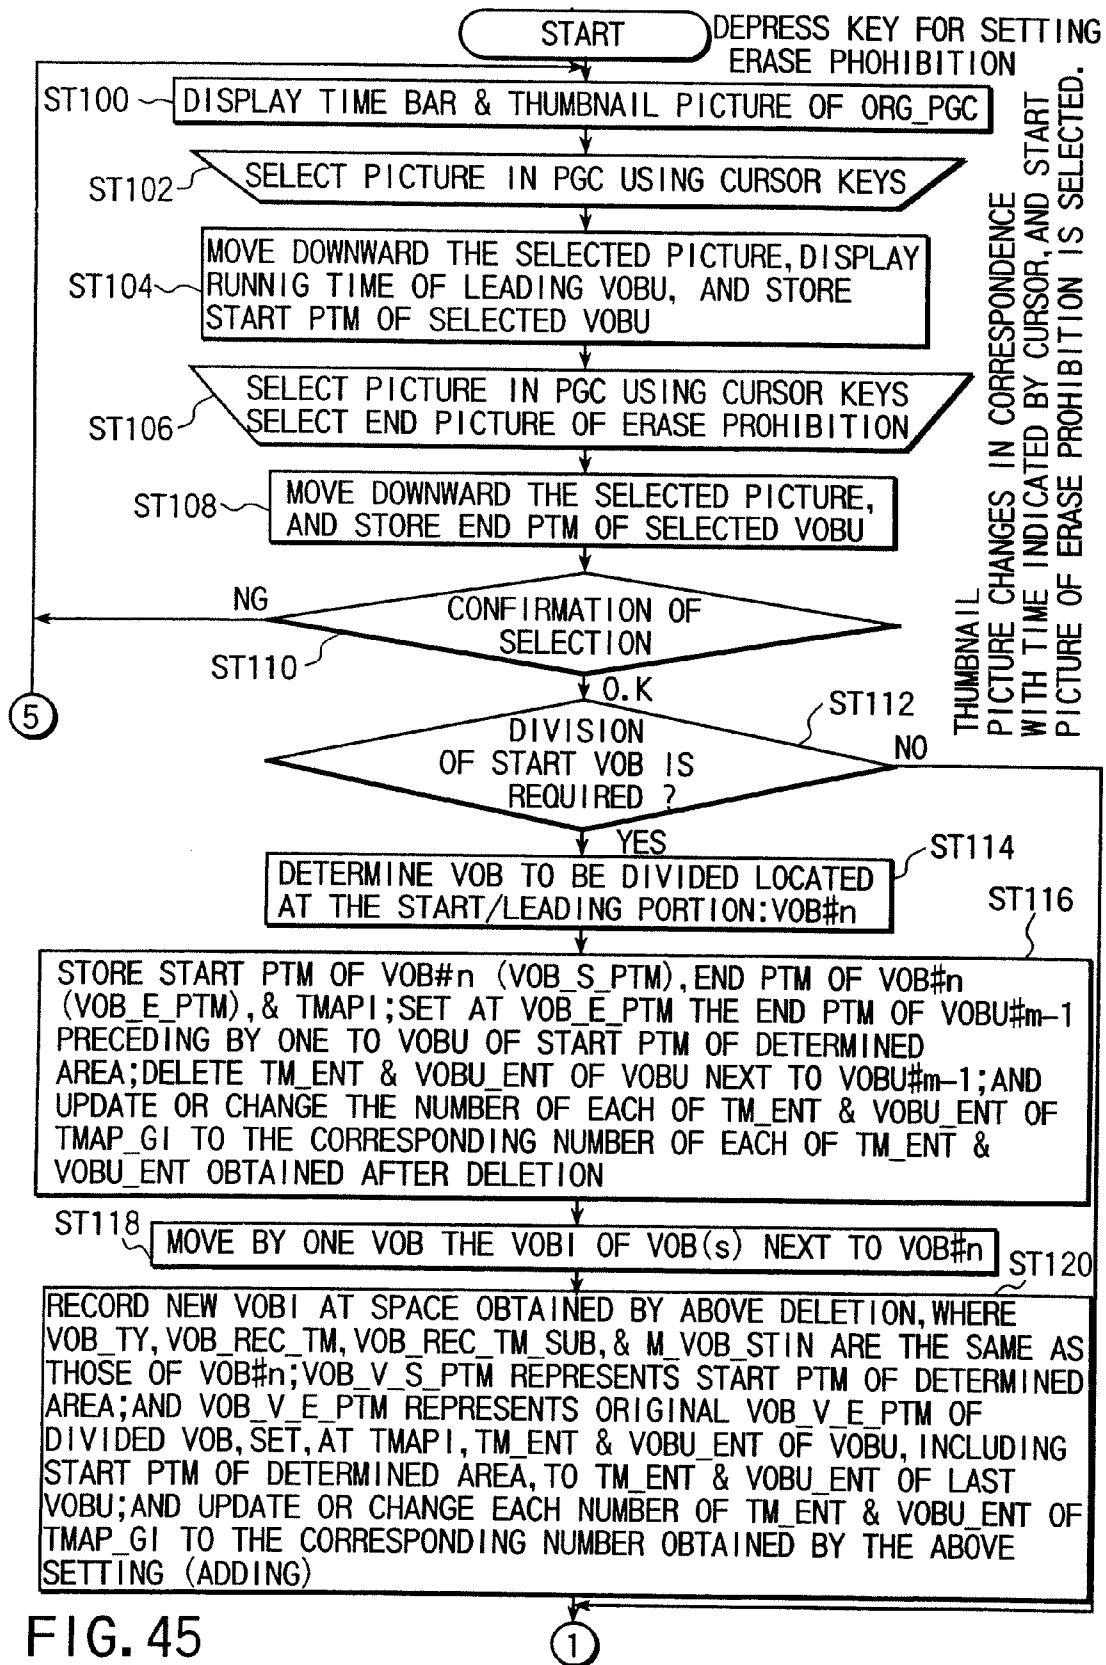 START
DEPRESS KEY FOR SETTING
ERASE PHOHIBITION
ST100
DISPLAY TIME BAR & THUMBNAIL PICTURE OF ORG_PGC
ST102
SELECT PICTURE IN PGC USING CURSOR KEYS
THUMBNAIL
PICTURE CHANGES IN CORRESPONDENCE
WITH TIME INDICATED BY CURSOR, AND START
PICTURE OF ERASE PROHIBITION IS SELECTED.
ST104
MOVE DOWNWARD THE SELECTED PICTURE, DISPLAY
RUNNIG TIME OF LEADING VOBU, AND STORE
START PTM OF SELECTED VOBU
ST106
SELECT PICTURE IN PGC USING CURSOR KEYS
SELECT END PICTURE OF ERASE PROHIBITION
ST108
MOVE DOWNWARD THE SELECTED PICTURE,
AND STORE END PTM OF SELECTED VOBU
NG
CONFIRMATION OF
SELECTION
ST110
O.K
5
ST112
DIVISION
OF START VOB IS
REQUIRED ?
NO
YES
ST114
DETERMINE VOB TO BE DIVIDED LOCATED
AT THE START/LEADING PORTION:VOB#n
ST116
STORE START PTM OF VOB#n (VOB_S_PTM), END PTM OF VOB#n
(VOB_E_PTM), & TMAPI;SET AT VOB_E_PTM THE END PTM OF VOBU#m-1
PRECEDING BY ONE TO VOBU OF START PTM OF DETERMINED
AREA;DELETE TM_ENT & VOBU_ENT OF VOBU NEXT TO VOBU#m-1;AND
UPDATE OR CHANGE THE NUMBER OF EACH OF TM_ENT & VOBU_ENT OF
TMAP_GI TO THE CORRESPONDING NUMBER OF EACH OF TM_ENT &
VOBU_ENT OBTAINED AFTER DELETION
ST118
MOVE BY ONE VOB THE VOBI OF VOB(s) NEXT TO VOB#n
ST120
RECORD NEW VOBI AT SPACE OBTAINED BY ABOVE DELETION, WHERE
VOB_TY, VOB_REC_TM, VOB_REC_TM_SUB, & M_VOB_STIN ARE THE SAME AS
THOSE OF VOB#n;VOB_V_S_PTM REPRESENTS START PTM OF DETERMINED
AREA;AND VOB_V_E_PTM REPRESENTS ORIGINAL VOB_V_E_PTM OF
DIVIDED VOB, SET, AT TMAPI, TM_ENT & VOBU_ENT OF VOBU, INCLUDING
START PTM OF DETERMINED AREA, TO TM_ENT & VOBU_ENT OF LAST
VOBU;AND UPDATE OR CHANGE EACH NUMBER OF TM_ENT & VOBU_ENT OF
TMAP_GI TO THE CORRESPONDING NUMBER OBTAINED BY THE ABOVE
SETTING (ADDING)
1
FIG. 45